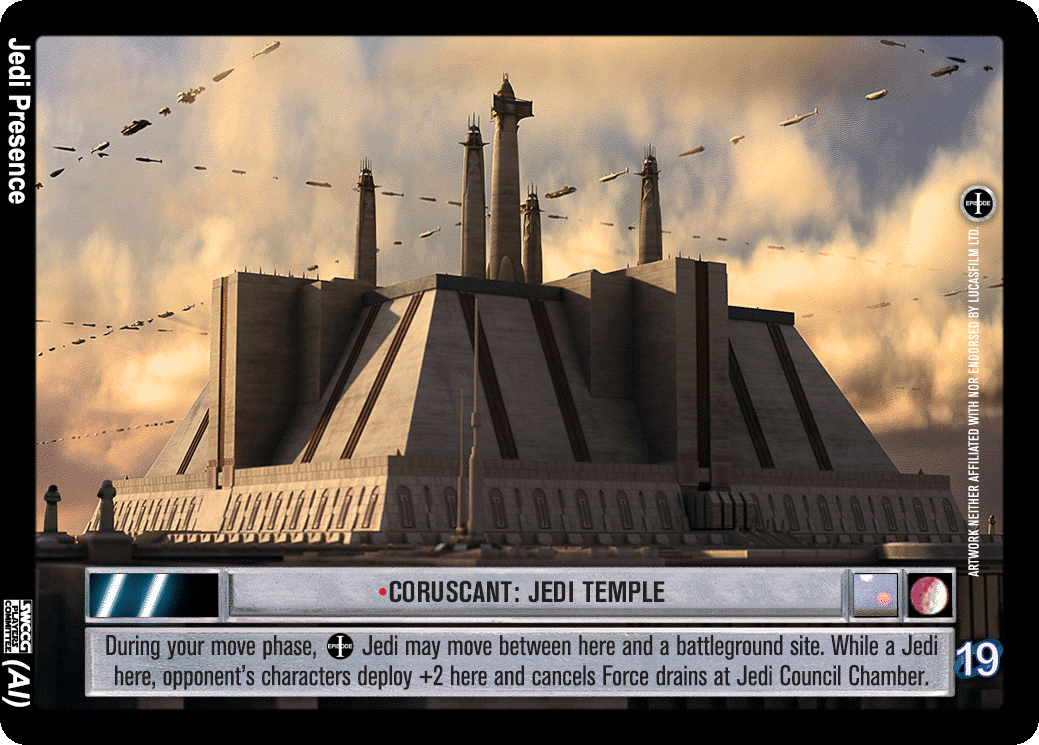 Jedi Presence
EPISODE I
ARTWORK NEITHER AFFILIATED WITH NOR ENDORSED BY LUCASFILM LTD.
•CORUSCANT: JEDI TEMPLE
During your move phase, EPISODE I Jedi may move between here and a battleground site. While a Jedi
here, opponent's characters deploy +2 here and cancels Force drains at Jedi Council Chamber.
19
SWCCG
PLAYERS
COMMITTEE
(AI)